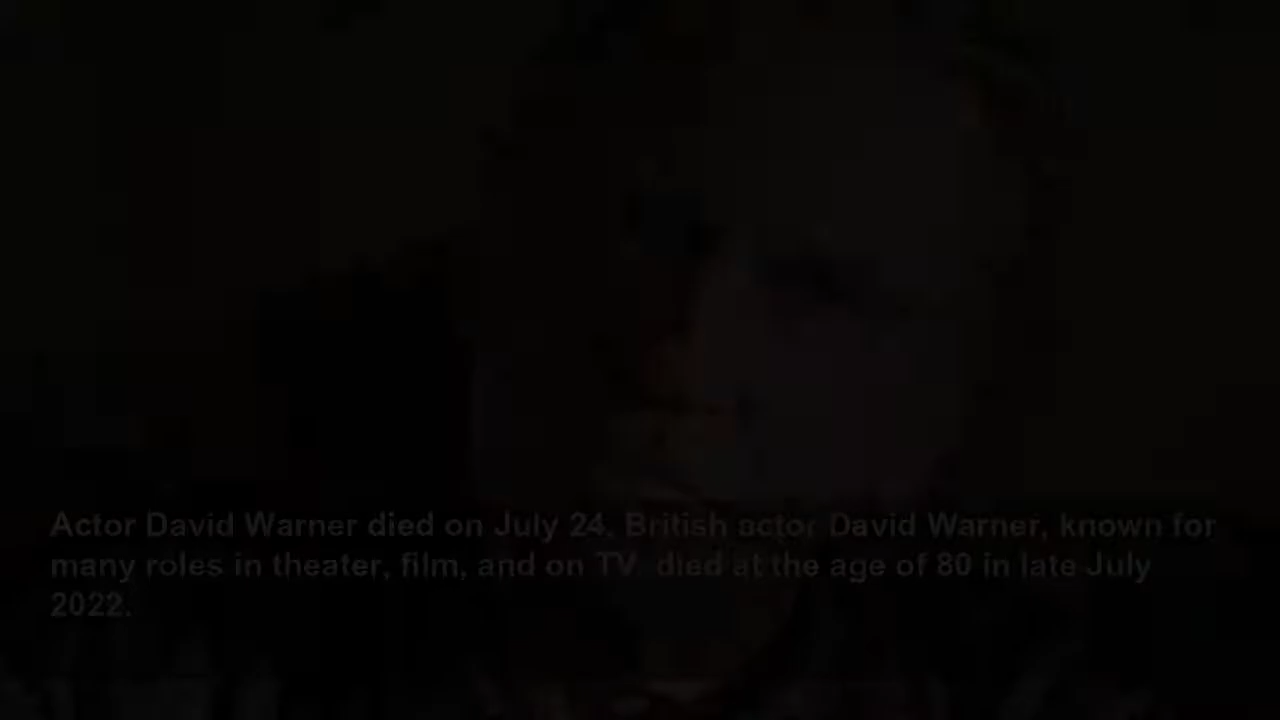 Actor David Warner died on July 24. British actor David Warner, known for
many roles in theater, film, and on TV, died at the age of 80 in late July
2022.